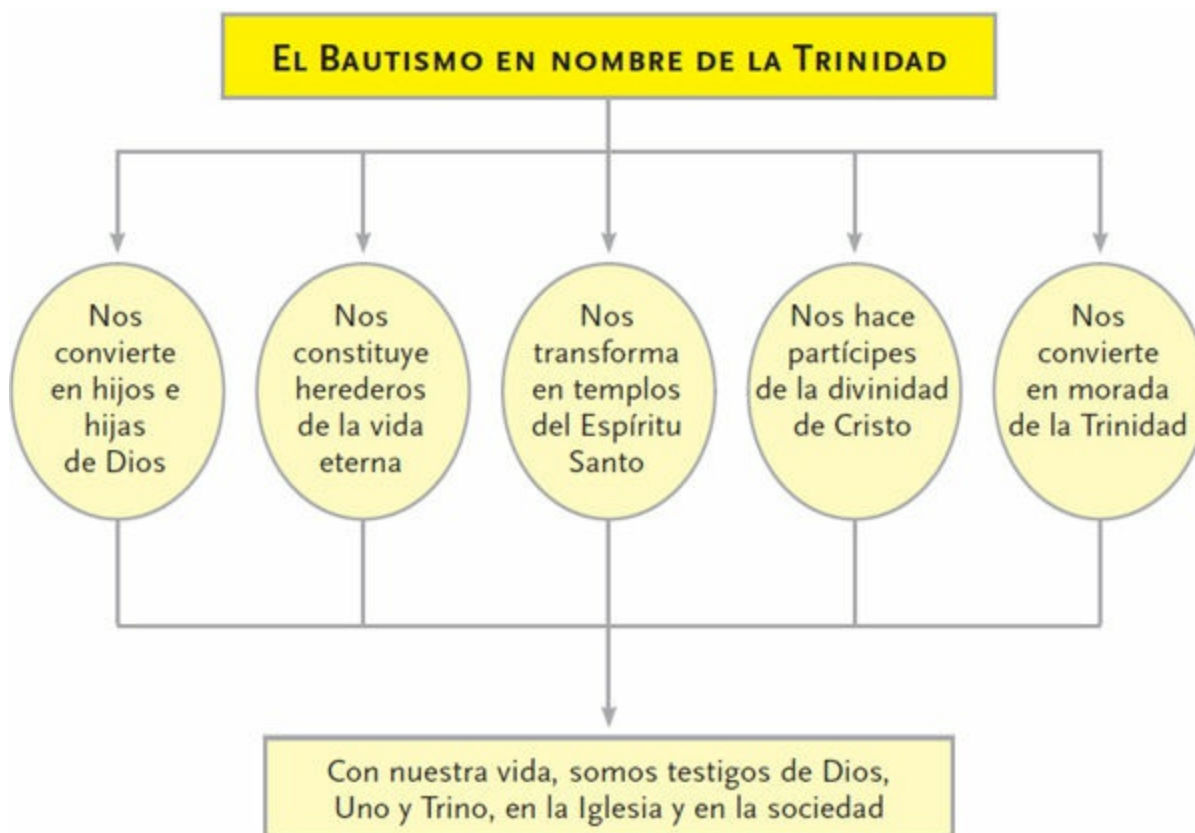 EL BAUTISMO EN NOMBRE DE LA TRINIDAD
Nos
convierte
en hijos e
hijas
de Dios
Nos
constituye
herederos
de la vida
eterna
Nos
transforma
en templos
del Espíritu
Santo
Nos hace
partícipes
de la divinidad
de Cristo
Nos
convierte
en morada
de la Trinidad
Con nuestra vida, somos testigos de Dios,
Uno y Trino, en la Iglesia y en la sociedad